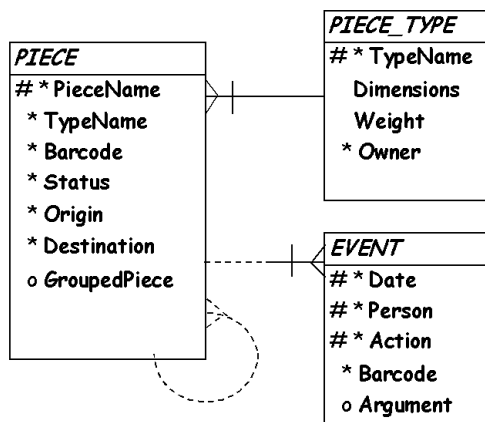 PIECE
# * PieceName
* TypeName
* Barcode
* Status
* Origin
* Destination
o GroupedPiece
PIECE_TYPE
# * TypeName
Dimensions
Weight
* Owner
EVENT
# * Date
# * Person
# * Action
* Barcode
o Argument